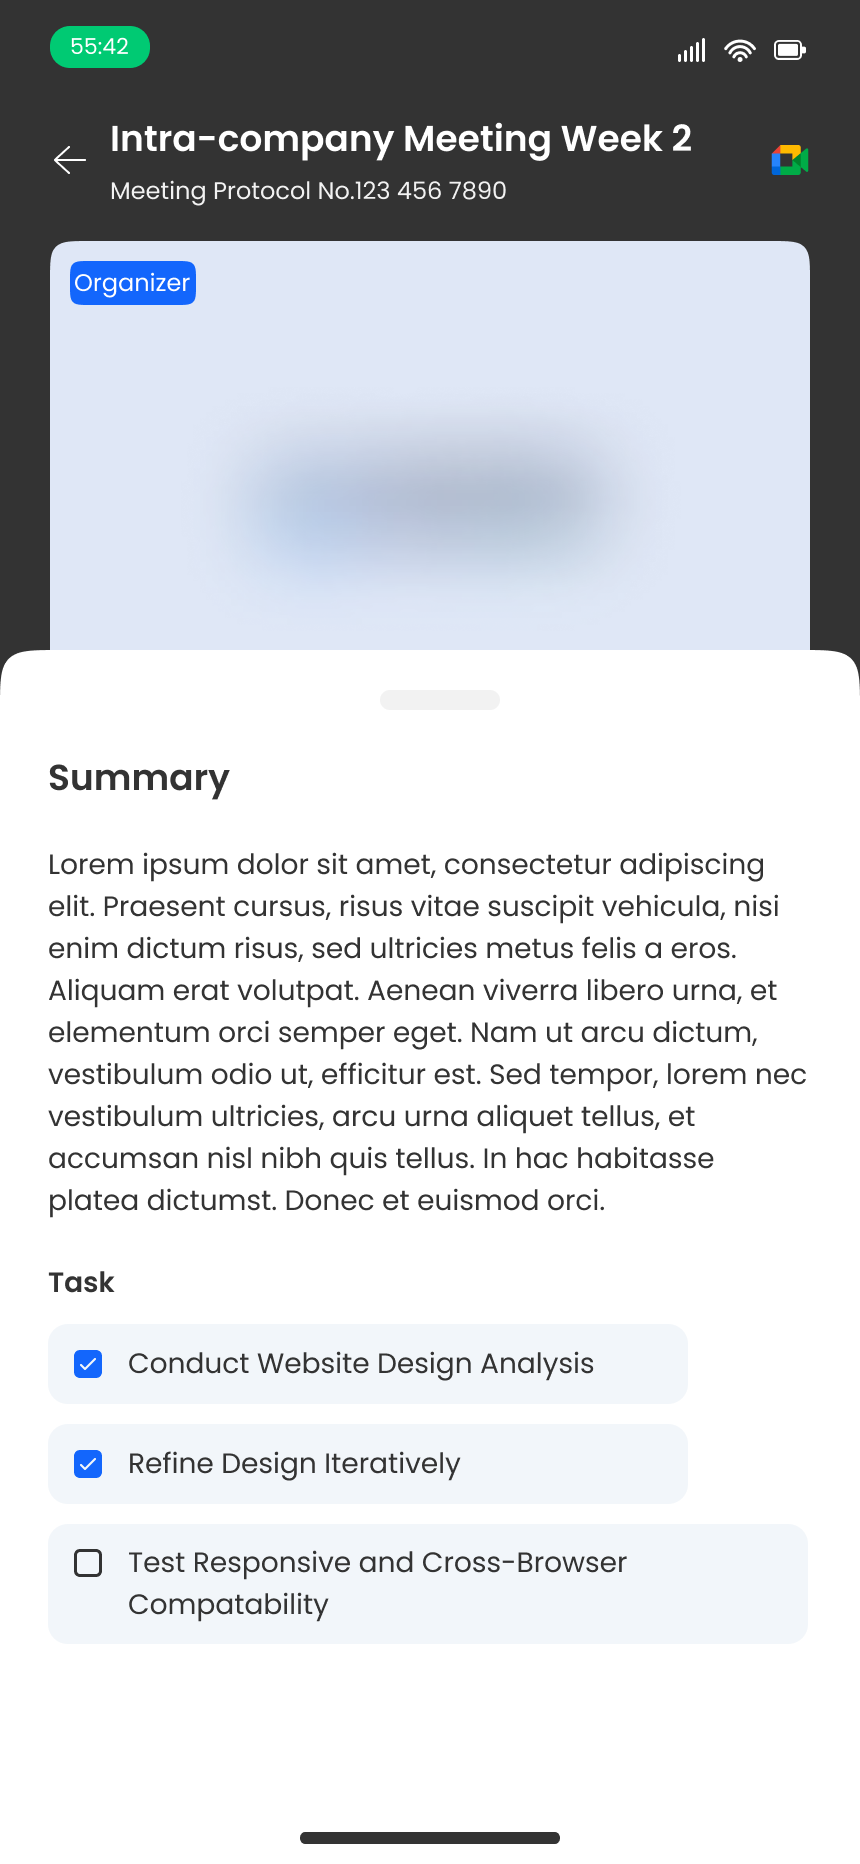 55:42
Intra-company Meeting Week 2
Meeting Protocol No.123 456 7890
Organizer
Summary
Lorem ipsum dolor sit amet, consectetur adipiscing
elit. Praesent cursus, risus vitae suscipit vehicula, nisi
enim dictum risus, sed ultricies metus felis a eros.
Aliquam erat volutpat. Aenean viverra libero urna, et
elementum orci semper eget. Nam ut arcu dictum,
vestibulum odio ut, efficitur est. Sed tempor, lorem nec
vestibulum ultricies, arcu urna aliquet tellus, et
accumsan nisl nibh quis tellus. In hac habitasse
platea dictumst. Donec et euismod orci.
Task
Conduct Website Design Analysis
Refine Design Iteratively
Test Responsive and Cross-Browser
Compatability